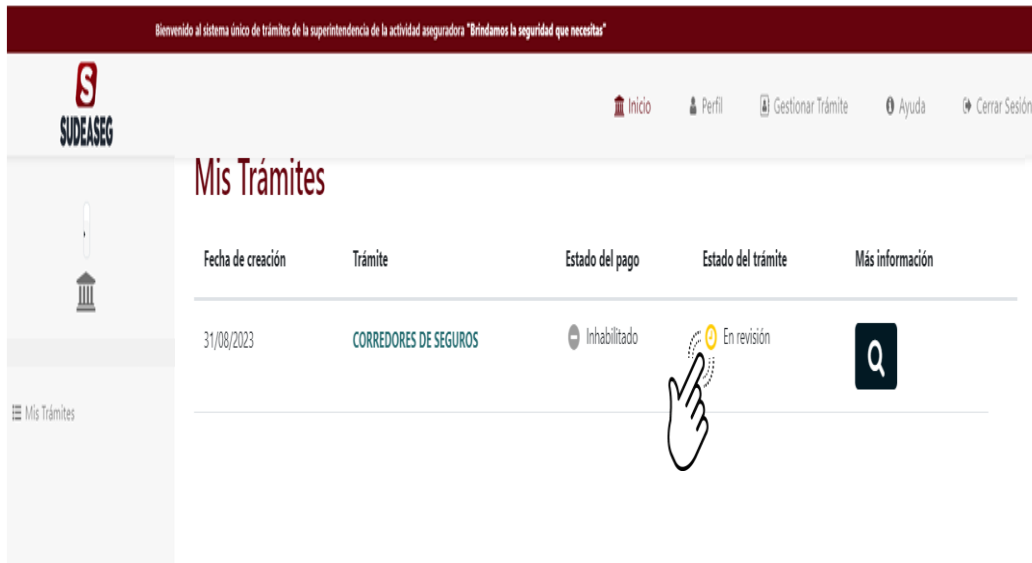 Bienvenido al sistema único de trámites de la superintendencia de la actividad aseguradora "Brindamos la seguridad que necesitas"
S
SUDEASEG
Inicio Perfil Gestionar Trámite Ayuda Cerrar Sesión
Mis Trámites
Fecha de creación Trámite Estado del pago Estado del trámite Más información
31/08/2023 CORREDORES DE SEGUROS Inhabilitado En revisión
Mis Trámites